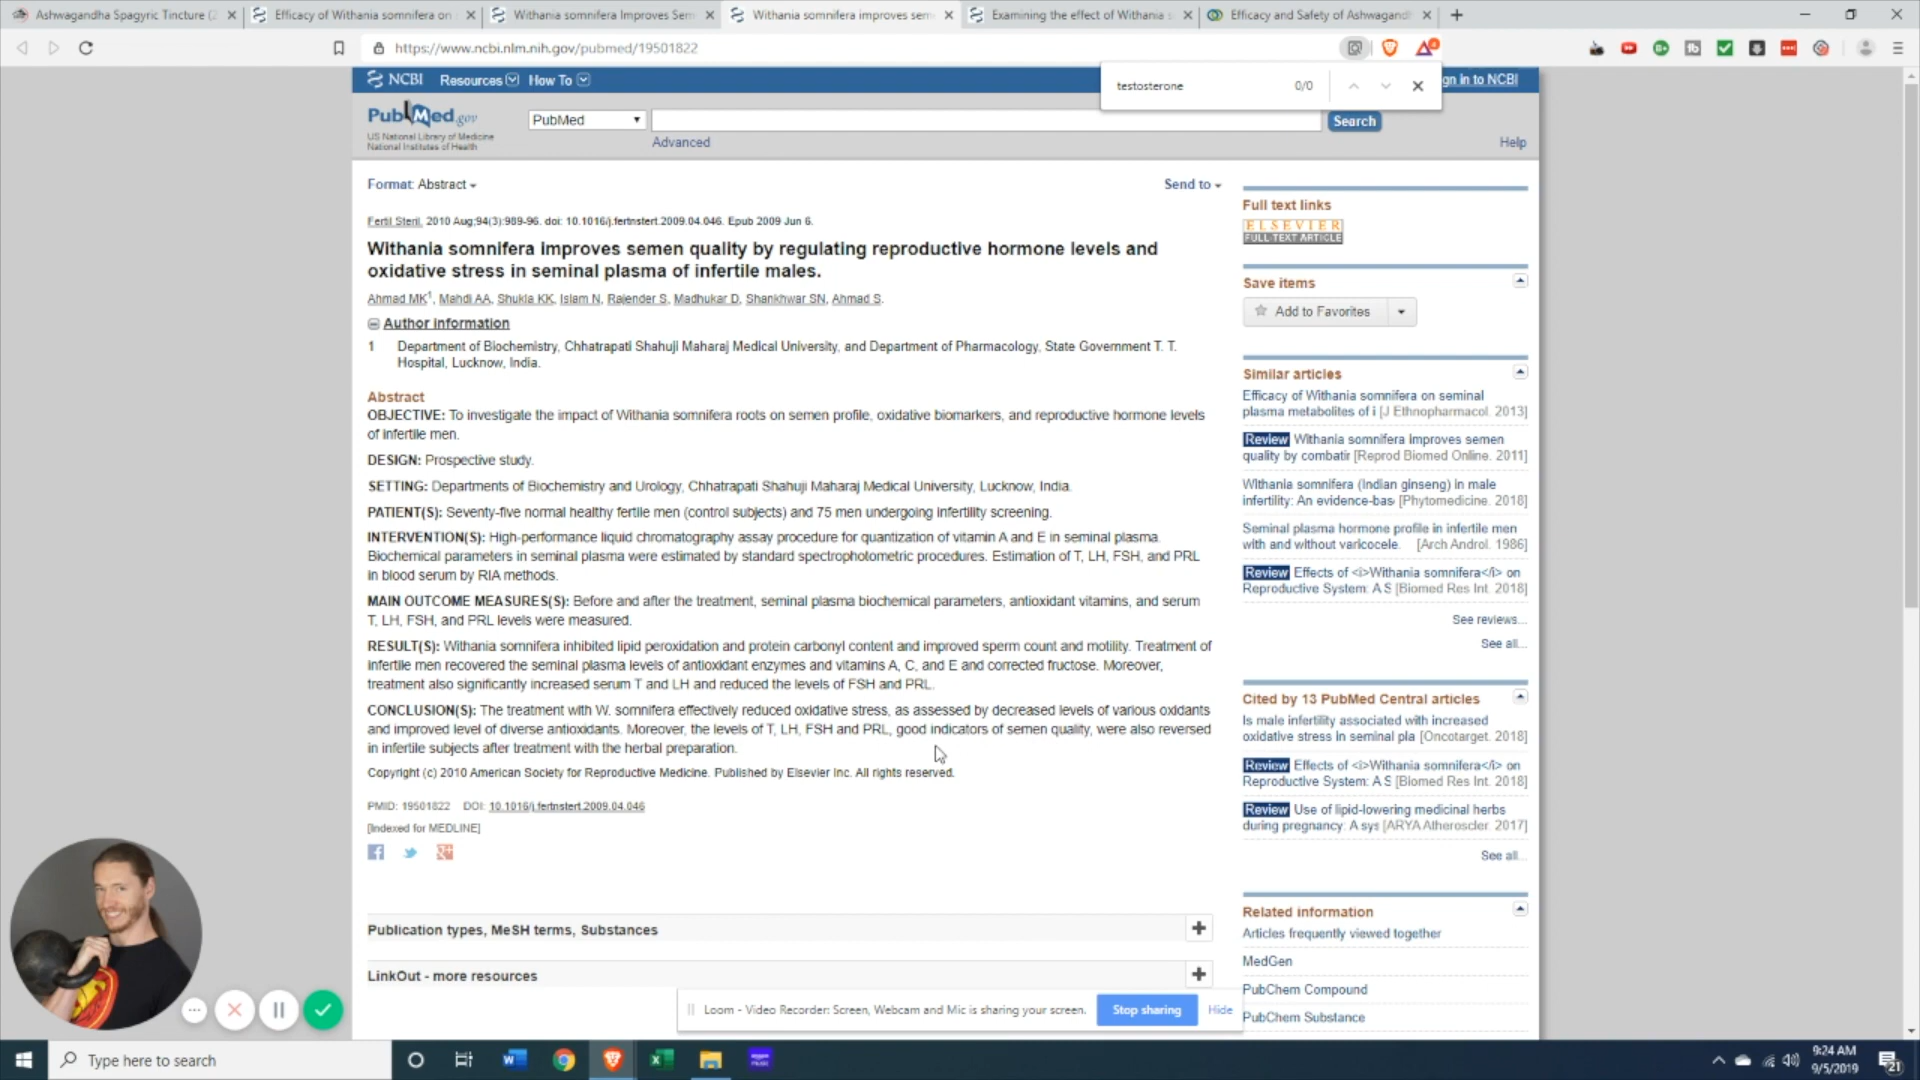 Ashwagandha Spagyric Tincture (
Efficacy of Withania somnifera on
Withania somnifera Improves Sem
Withania somnifera improves sem
Examining the effect of Withania s
Efficacy and Safety of Ashwagandh
https://www.ncbi.nlm.nih.gov/pubmed/19501822
testosterone
0/0
NCBI
Resources
How To
gn in to NCBI
PubMed.gov
US National Library of Medicine
National Institutes of Health
PubMed
Search
Advanced
Help
Format: Abstract
Send to
Fertil Steril. 2010 Aug;94(3):989-96. doi: 10.1016/j.fertnstert.2009.04.046. Epub 2009 Jun 6.
Withania somnifera improves semen quality by regulating reproductive hormone levels and
oxidative stress in seminal plasma of infertile males.
Ahmad MK1, Mahdi AA, Shukla KK, Islam N, Rajender S, Madhukar D, Shankhwar SN, Ahmad S.
Author information
1 Department of Biochemistry, Chhatrapati Shahuji Maharaj Medical University, and Department of Pharmacology, State Government T. T.
Hospital, Lucknow, India.
Abstract
OBJECTIVE: To investigate the impact of Withania somnifera roots on semen profile, oxidative biomarkers, and reproductive hormone levels
of infertile men.
DESIGN: Prospective study.
SETTING: Departments of Biochemistry and Urology, Chhatrapati Shahuji Maharaj Medical University, Lucknow, India.
PATIENT(S): Seventy-five normal healthy fertile men (control subjects) and 75 men undergoing infertility screening.
INTERVENTION(S): High-performance liquid chromatography assay procedure for quantization of vitamin A and E in seminal plasma.
Biochemical parameters in seminal plasma were estimated by standard spectrophotometric procedures. Estimation of T, LH, FSH, and PRL
in blood serum by RIA methods.
MAIN OUTCOME MEASURES(S): Before and after the treatment, seminal plasma biochemical parameters, antioxidant vitamins, and serum
T, LH, FSH, and PRL levels were measured.
RESULT(S): Withania somnifera inhibited lipid peroxidation and protein carbonyl content and improved sperm count and motility. Treatment of
infertile men recovered the seminal plasma levels of antioxidant enzymes and vitamins A, C, and E and corrected fructose. Moreover,
treatment also significantly increased serum T and LH and reduced the levels of FSH and PRL.
CONCLUSION(S): The treatment with W. somnifera effectively reduced oxidative stress, as assessed by decreased levels of various oxidants
and improved level of diverse antioxidants. Moreover, the levels of T, LH, FSH and PRL, good indicators of semen quality, were also reversed
in infertile subjects after treatment with the herbal preparation.
Copyright (c) 2010 American Society for Reproductive Medicine. Published by Elsevier Inc. All rights reserved.
PMID: 19501822 DOI: 10.1016/j.fertnstert.2009.04.046
[Indexed for MEDLINE]
Publication types, MeSH terms, Substances
LinkOut - more resources
Full text links
ELSEVIER
FULL-TEXT ARTICLE
Save items
Add to Favorites
Similar articles
Efficacy of Withania somnifera on seminal
plasma metabolites of i [J Ethnopharmacol. 2013]
Review Withania somnifera improves semen
quality by combatir [Reprod Biomed Online. 2011]
Withania somnifera (Indian ginseng) in male
infertility: An evidence-bas [Phytomedicine. 2018]
Seminal plasma hormone profile in infertile men
with and without varicocele. [Arch Androl. 1986]
Review Effects of <i>Withania somnifera</i> on
Reproductive System: A S [Biomed Res Int. 2018]
See reviews...
See all...
Cited by 13 PubMed Central articles
Is male infertility associated with increased
oxidative stress in seminal pla [Oncotarget. 2018]
Review Effects of <i>Withania somnifera</i> on
Reproductive System: A S [Biomed Res Int. 2018]
Review Use of lipid-lowering medicinal herbs
during pregnancy: A sys [ARYA Atheroscler. 2017]
See all...
Related information
Articles frequently viewed together
MedGen
PubChem Compound
PubChem Substance
Loom - Video Recorder: Screen, Webcam and Mic is sharing your screen.
Stop sharing
Hide
Type here to search
9:24 AM
9/5/2019
21